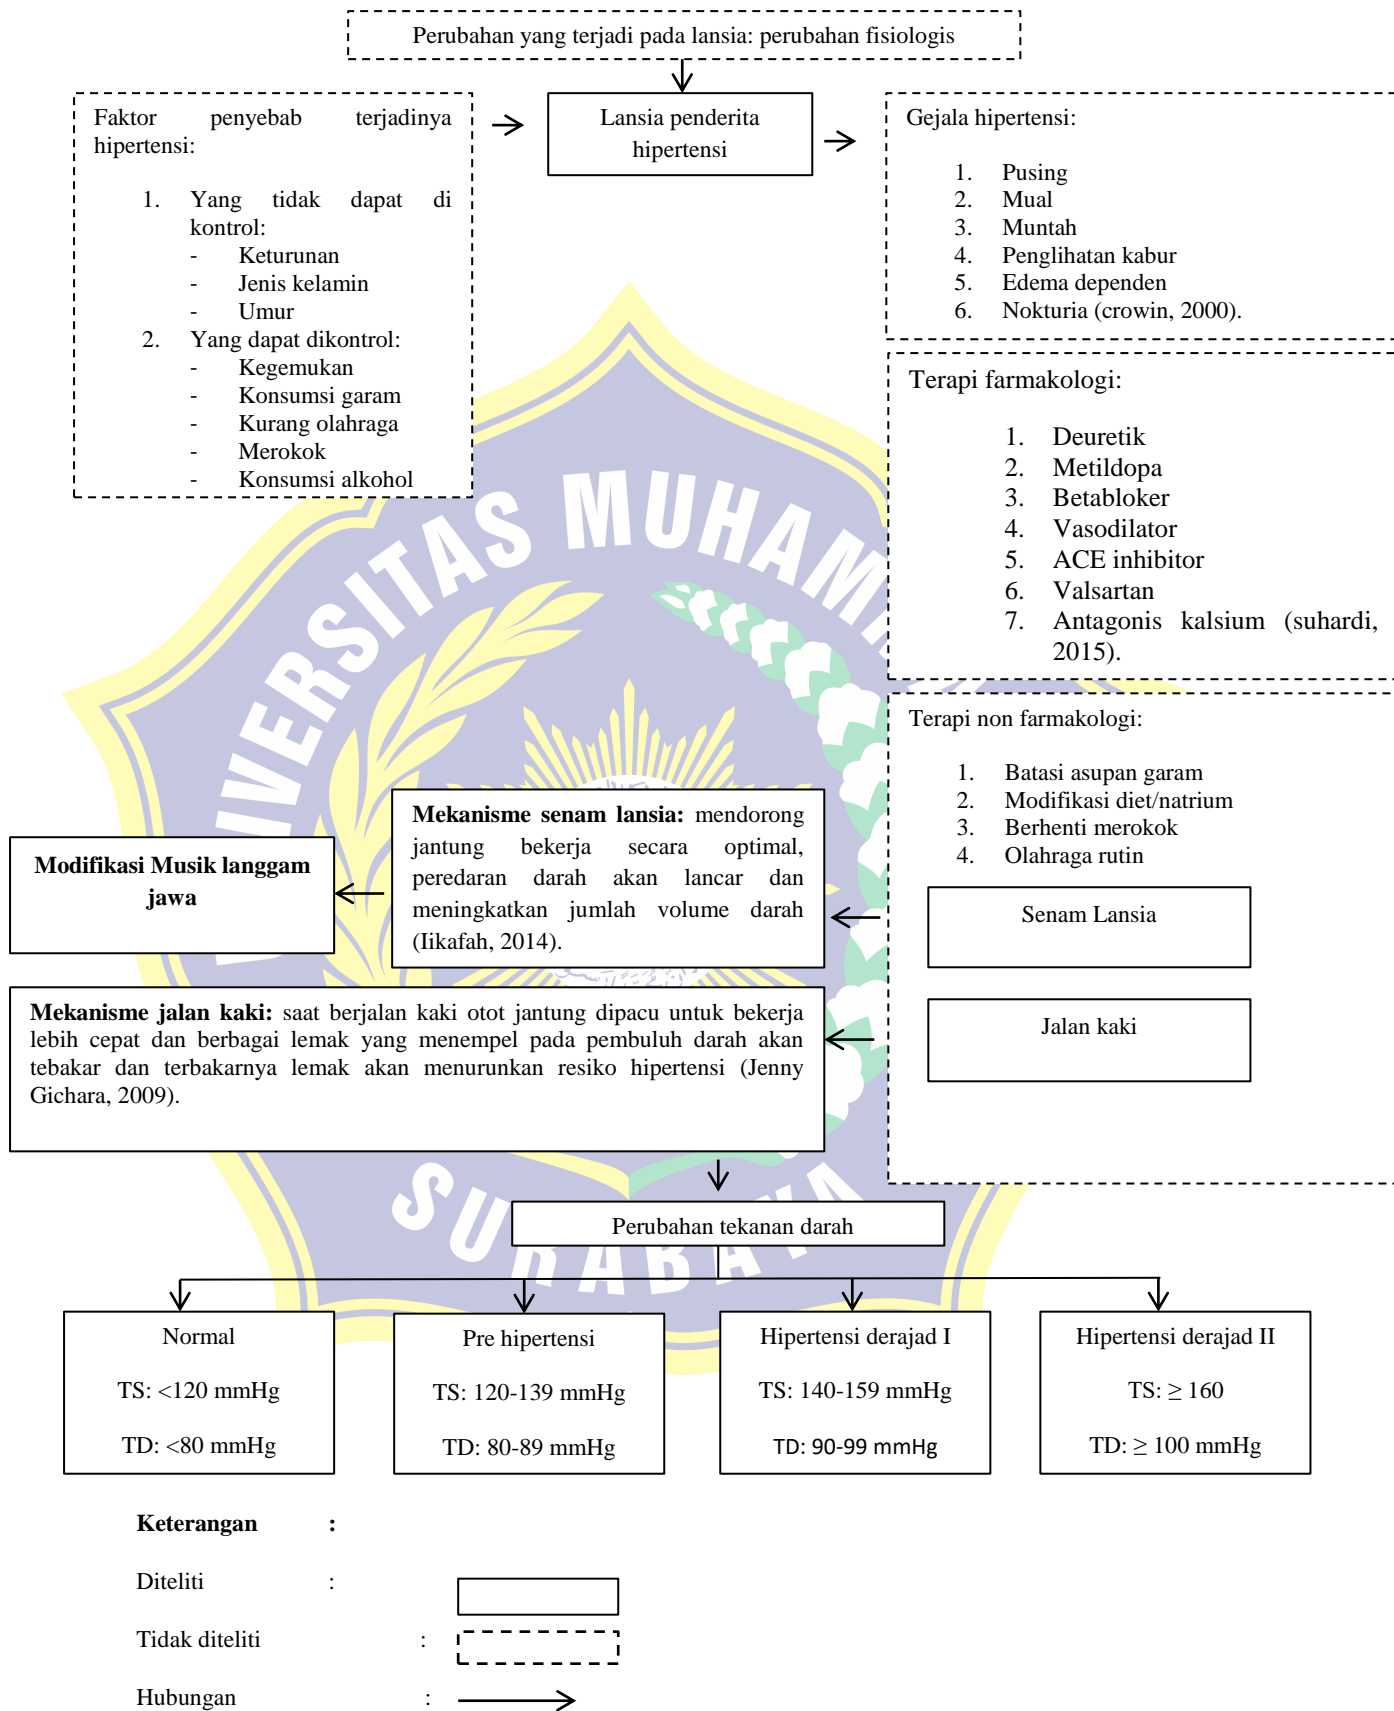 Perubahan yang terjadi pada lansia: perubahan fisiologis
Faktor penyebab terjadinya
hipertensi:
1. Yang tidak dapat di
kontrol:
- Keturunan
- Jenis kelamin
- Umur
2. Yang dapat dikontrol:
- Kegemukan
- Konsumsi garam
- Kurang olahraga
- Merokok
- Konsumsi alkohol
Lansia penderita
hipertensi
Gejala hipertensi:
1. Pusing
2. Mual
3. Muntah
4. Penglihatan kabur
5. Edema dependen
6. Nokturia (crowin, 2000).
Terapi farmakologi:
1. Deuretik
2. Metildopa
3. Betabloker
4. Vasodilator
5. ACE inhibitor
6. Valsartan
7. Antagonis kalsium (suhardi,
2015).
Terapi non farmakologi:
1. Batasi asupan garam
2. Modifikasi diet/natrium
3. Berhenti merokok
4. Olahraga rutin
Senam Lansia
Jalan kaki
Mekanisme senam lansia: mendorong
jantung bekerja secara optimal,
peredaran darah akan lancar dan
meningkatkan jumlah volume darah
(Iikafah, 2014).
Modifikasi Musik langgam
jawa
Mekanisme jalan kaki: saat berjalan kaki otot jantung dipacu untuk bekerja
lebih cepat dan berbagai lemak yang menempel pada pembuluh darah akan
tebakar dan terbakarnya lemak akan menurunkan resiko hipertensi (Jenny
Gichara, 2009).
Perubahan tekanan darah
Normal
TS: <120 mmHg
TD: <80 mmHg
Pre hipertensi
TS: 120-139 mmHg
TD: 80-89 mmHg
Hipertensi derajad I
TS: 140-159 mmHg
TD: 90-99 mmHg
Hipertensi derajad II
TS: ≥ 160
TD: ≥ 100 mmHg
Keterangan :
Diteliti :
Tidak diteliti :
Hubungan :
SURABAYA